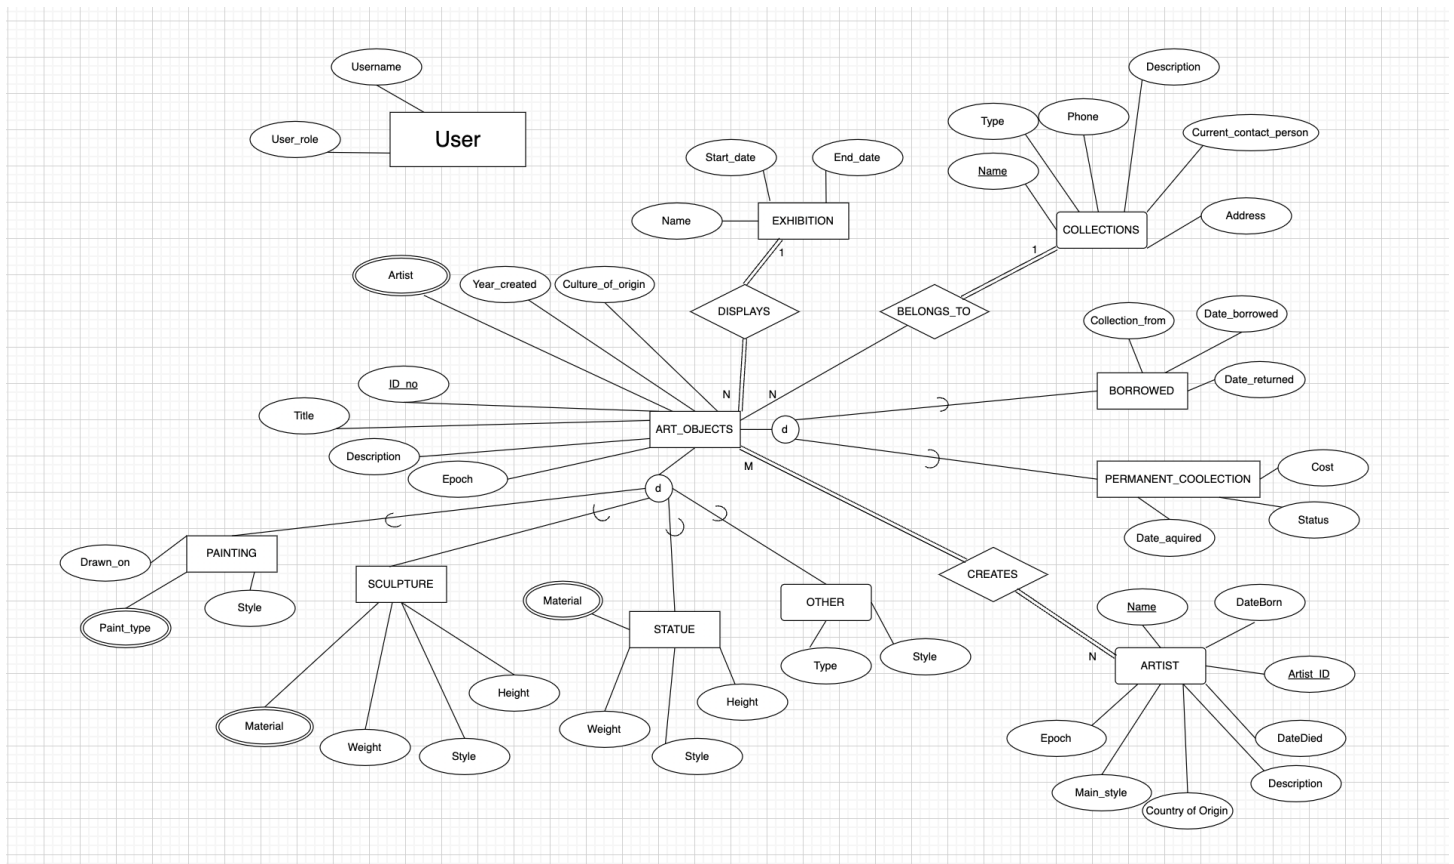 Username
User_role
User
Description
Type
Phone
Current_contact_person
Name
Start_date
End_date
Name
EXHIBITION
COLLECTIONS
Address
1
1
Artist
Year_created
Culture_of_origin
DISPLAYS
BELONGS_TO
Collection_from
Date_borrowed
ID_no
N
N
BORROWED
Date_returned
Title
ART_OBJECTS
d
Description
Epoch
M
d
PERMANENT_COOLECTION
Cost
Status
Date_aquired
Drawn_on
PAINTING
SCULPTURE
Style
Paint_type
Material
STATUE
OTHER
CREATES
Name
DateBorn
Type
Style
N
ARTIST
Artist_ID
Height
Material
Weight
Style
Weight
Height
Style
Epoch
DateDied
Main_style
Description
Country of Origin